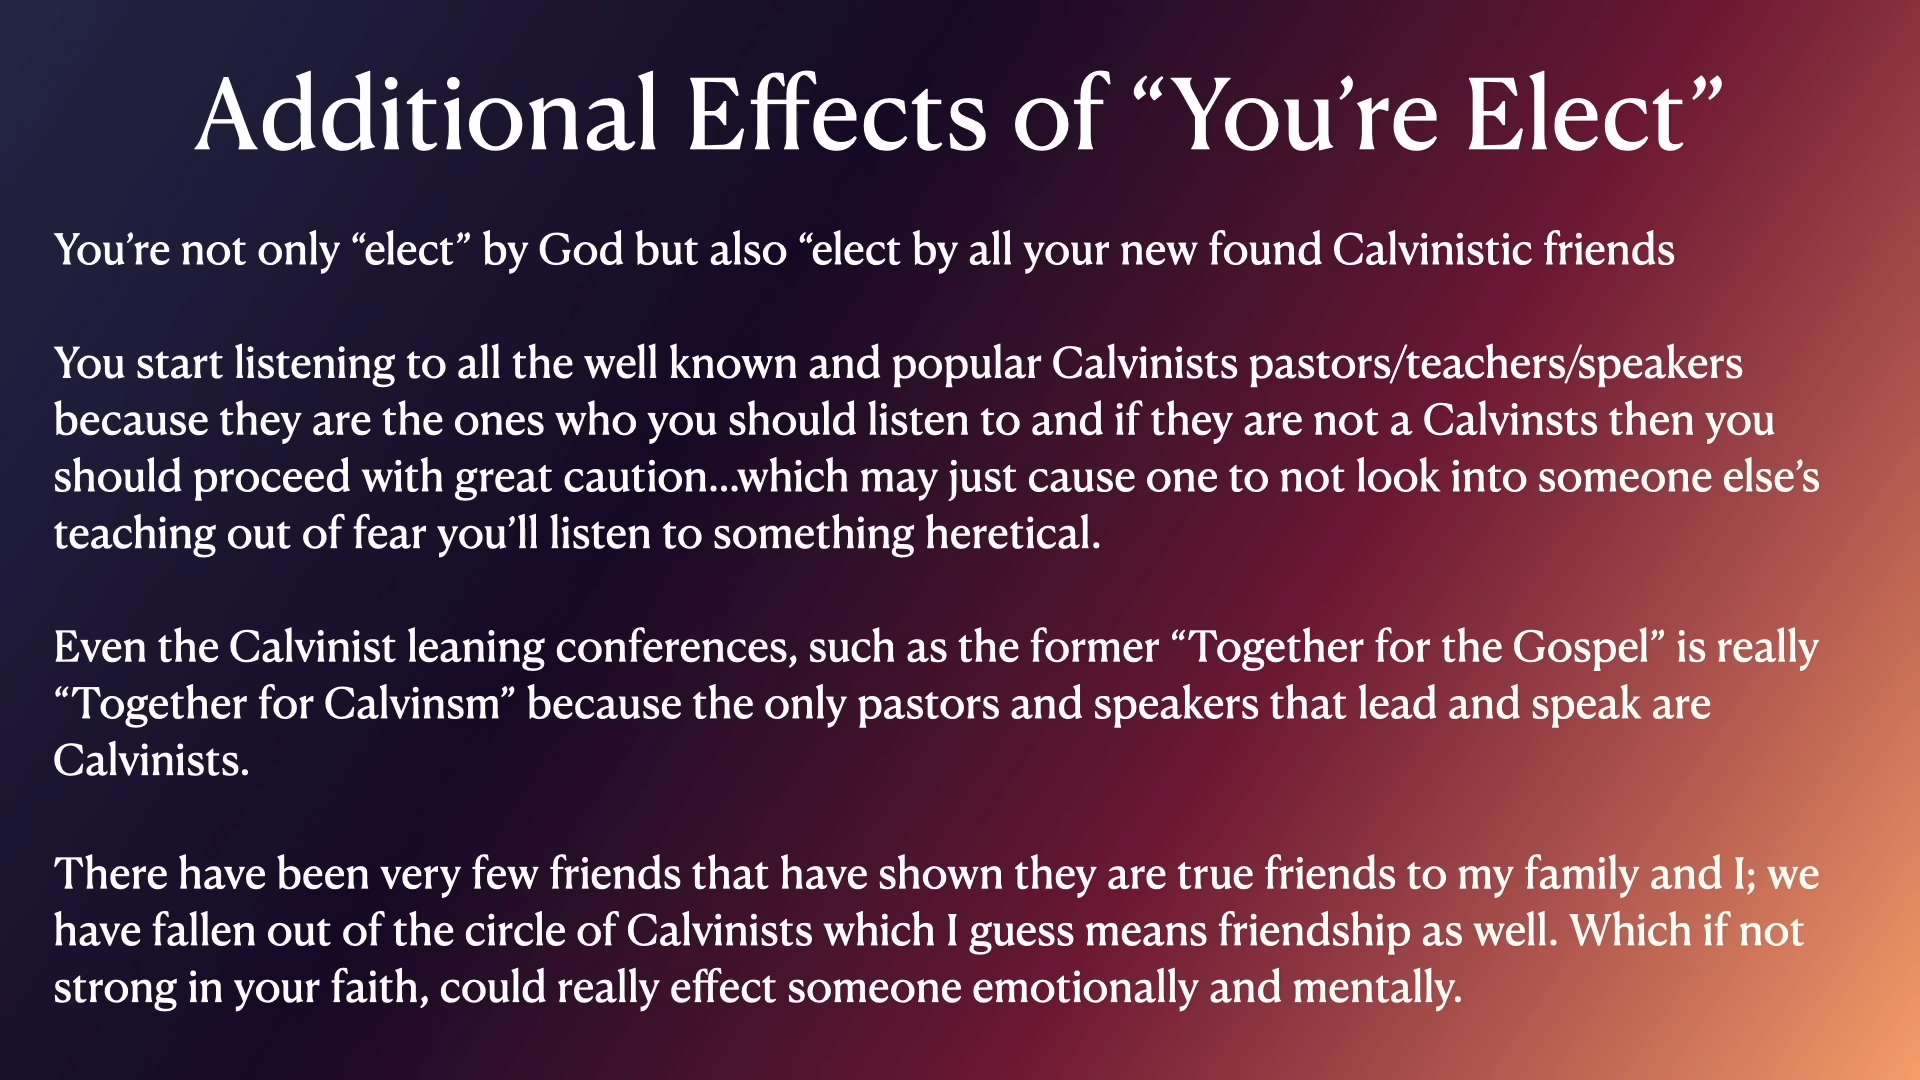 Additional Effects of “You’re Elect”
You’re not only “elect” by God but also “elect by all your new found Calvinistic friends
You start listening to all the well known and popular Calvinists pastors/teachers/speakers
because they are the ones who you should listen to and if they are not a Calvinsts then you
should proceed with great caution...which may just cause one to not look into someone else’s
teaching out of fear you’ll listen to something heretical.
Even the Calvinist leaning conferences, such as the former “Together for the Gospel” is really
“Together for Calvinsm” because the only pastors and speakers that lead and speak are
Calvinists.
There have been very few friends that have shown they are true friends to my family and I; we
have fallen out of the circle of Calvinists which I guess means friendship as well. Which if not
strong in your faith, could really effect someone emotionally and mentally.